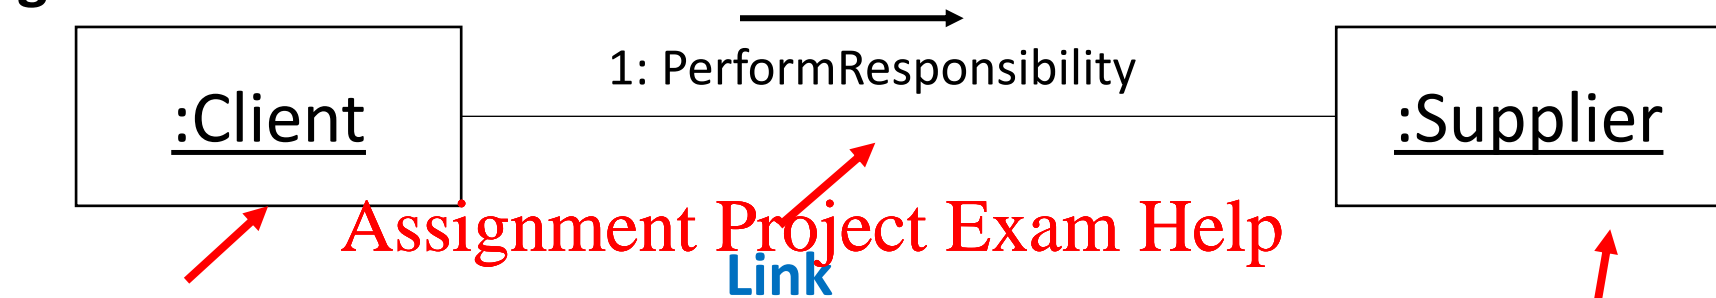 1: PerformResponsibility
:Client
:Supplier
Assignment Project Exam Help
Link